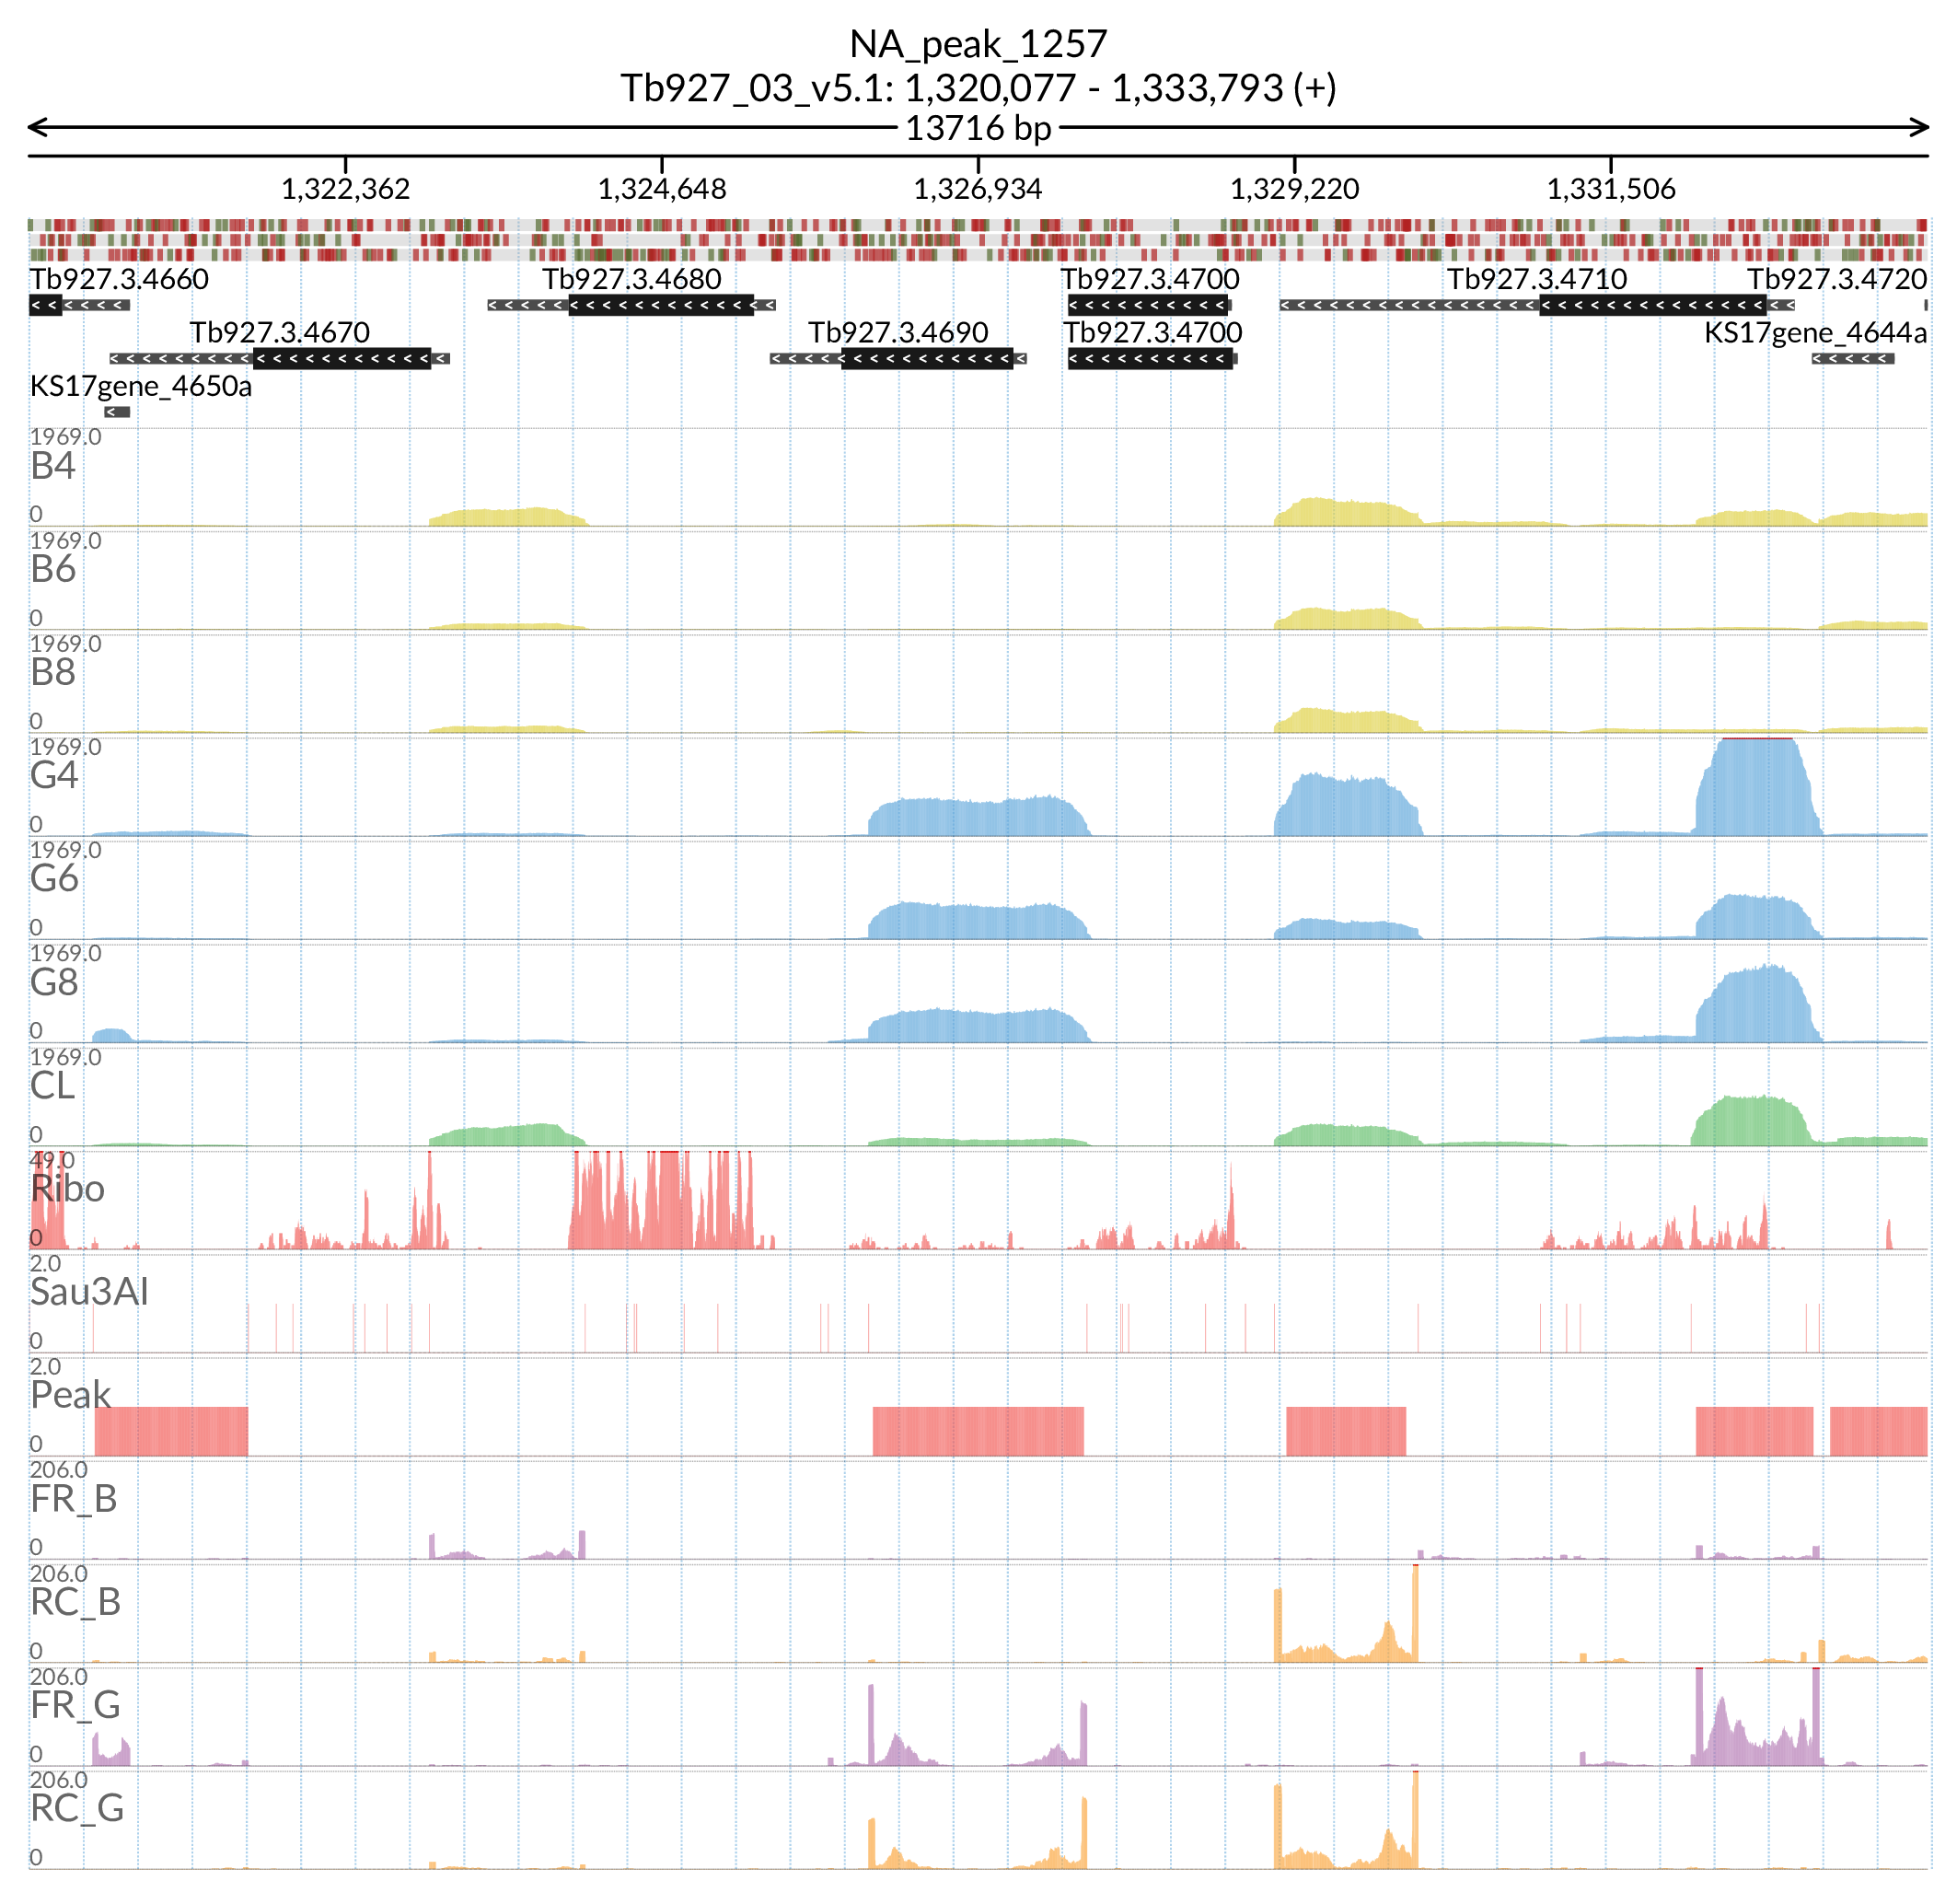 NA_peak_1257
Tb927_03_v5.1: 1,320,077 - 1,333,793 (+)
13716 bp
1,322,362 1,324,648 1,326,934 1,329,220 1,331,506
Tb927.3.4660 Tb927.3.4680 Tb927.3.4700 Tb927.3.4710 Tb927.3.4720
Tb927.3.4670 Tb927.3.4690 Tb927.3.4700 KS17gene_4644a
KS17gene_4650a
1969.0
B4
0
1969.0
B6
0
1969.0
B8
0
1969.0
G4
0
1969.0
G6
0
1969.0
G8
0
1969.0
CL
0
49.0
Ribo
0
2.0
Sau3AI
0
2.0
Peak
0
206.0
FR_B
0
206.0
RC_B
0
206.0
FR_G
0
206.0
RC_G
0